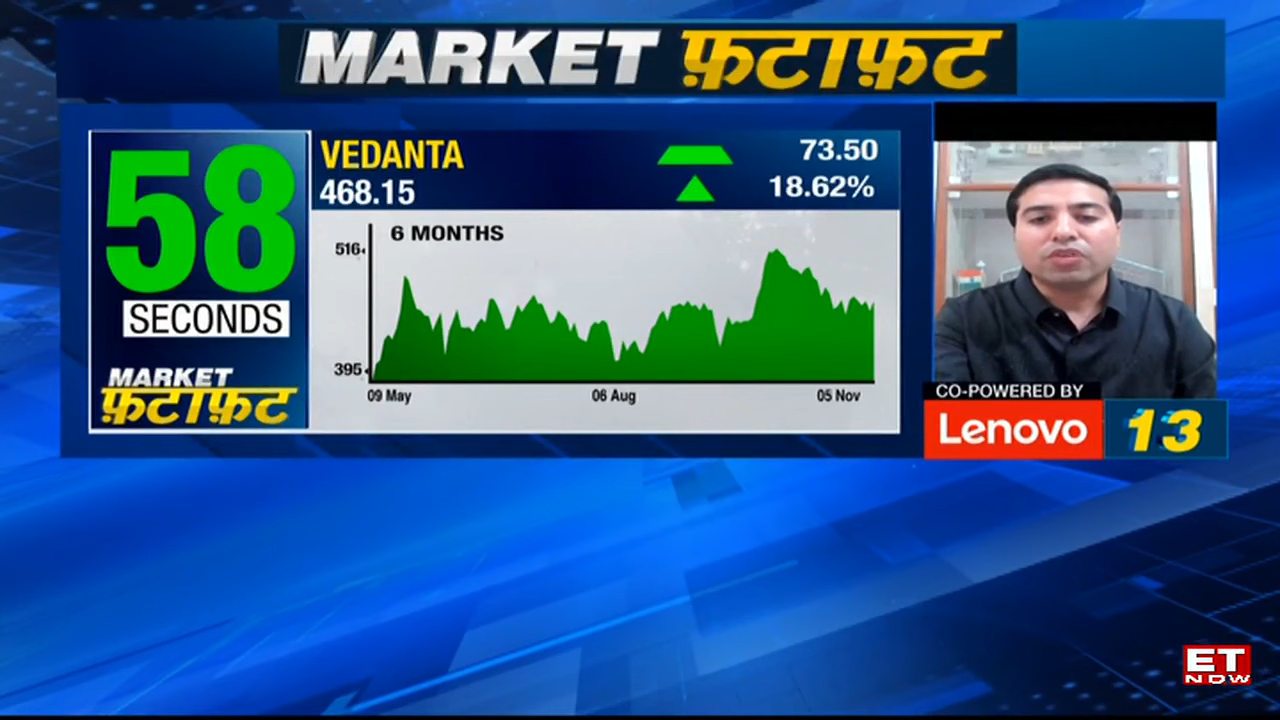 MARKET फ़टाफ़ट
58
SECONDS
MARKET
फ़टाफ़ट
VEDANTA
468.15
73.50
18.62%
6 MONTHS
516
395
09 May
06 Aug
05 Nov
CO-POWERED BY
Lenovo
13
ET
NOW